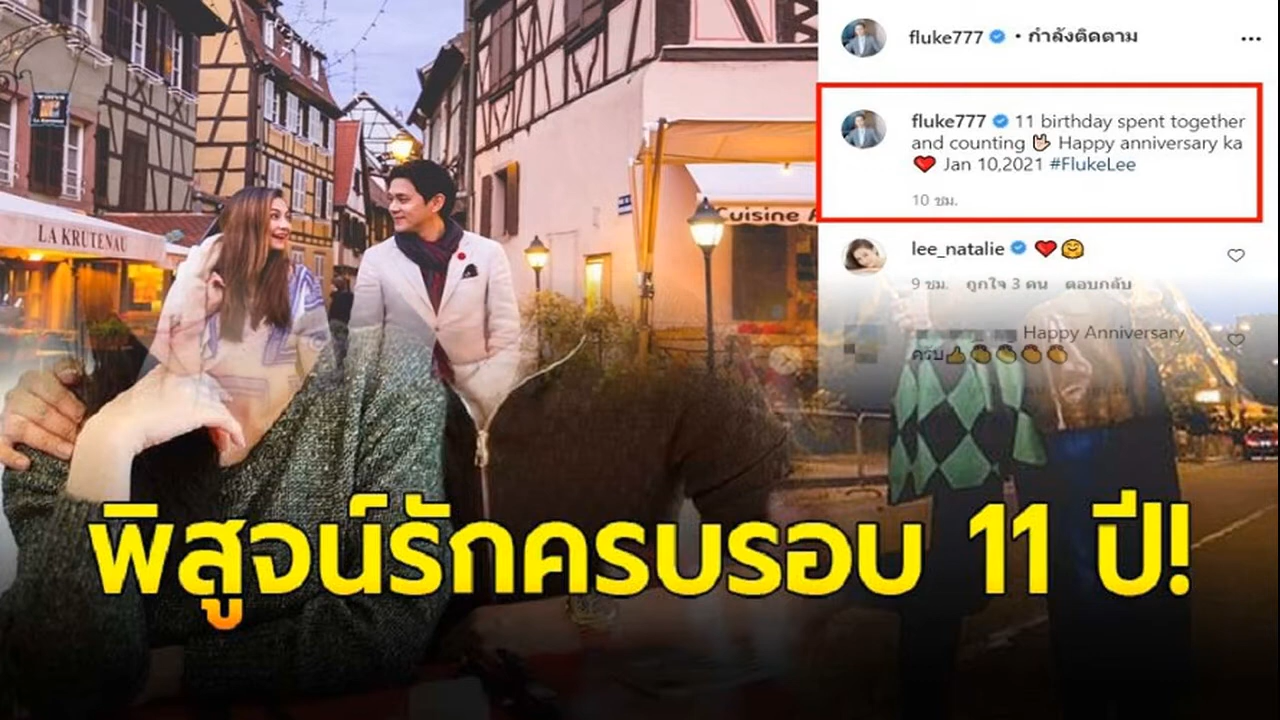 LA KRUTENAU
Cuisine A
fluke777 • กำลังติดตาม
fluke777 11 birthday spent together
and counting 🤟🏻 Happy anniversary ka
❤️ Jan 10,2021 #FlukeLee
10 ชม.
lee_natalie ❤️🤗
9 ชม. ถูกใจ 3 คน ตอบกลับ
Happy Anniversary
ครับ👍👏👏👏👏
พิสูจน์รักครบรอบ 11 ปี!